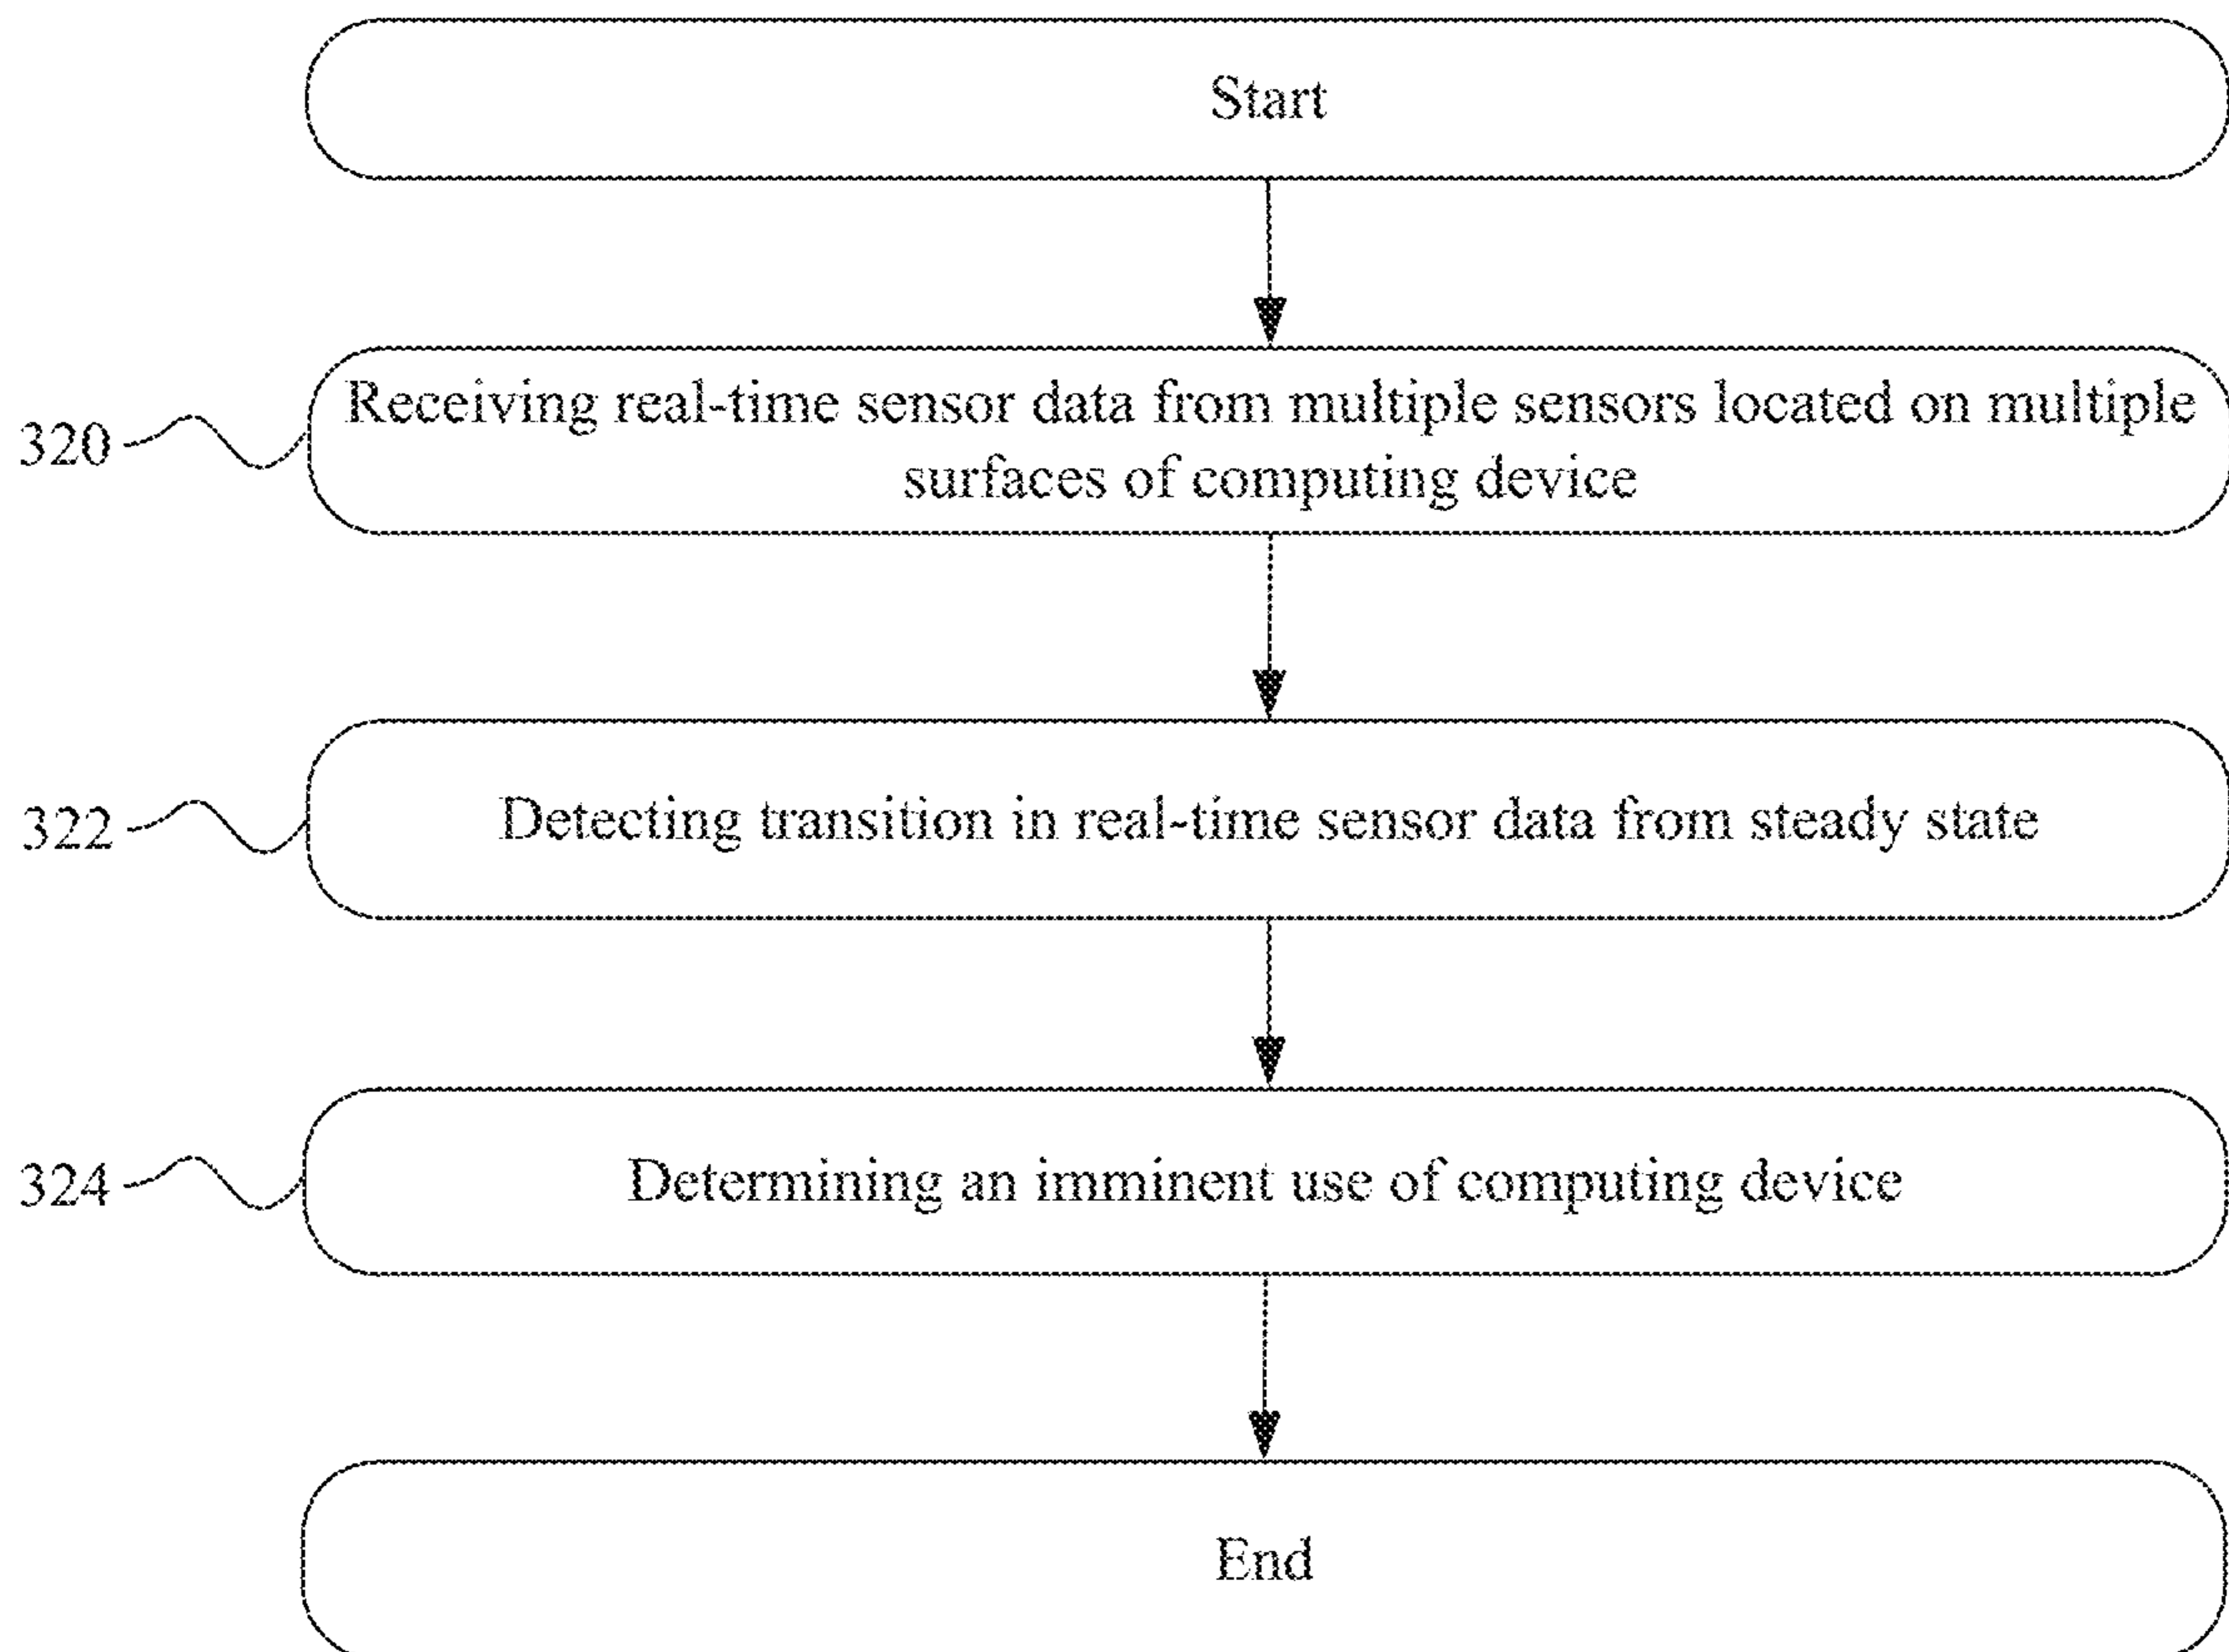 Start
320
Receiving real-time sensor data from multiple sensors located on multiple
surfaces of computing device
322
Detecting transition in real-time sensor data from steady state
324
Determining an imminent use of computing device
End